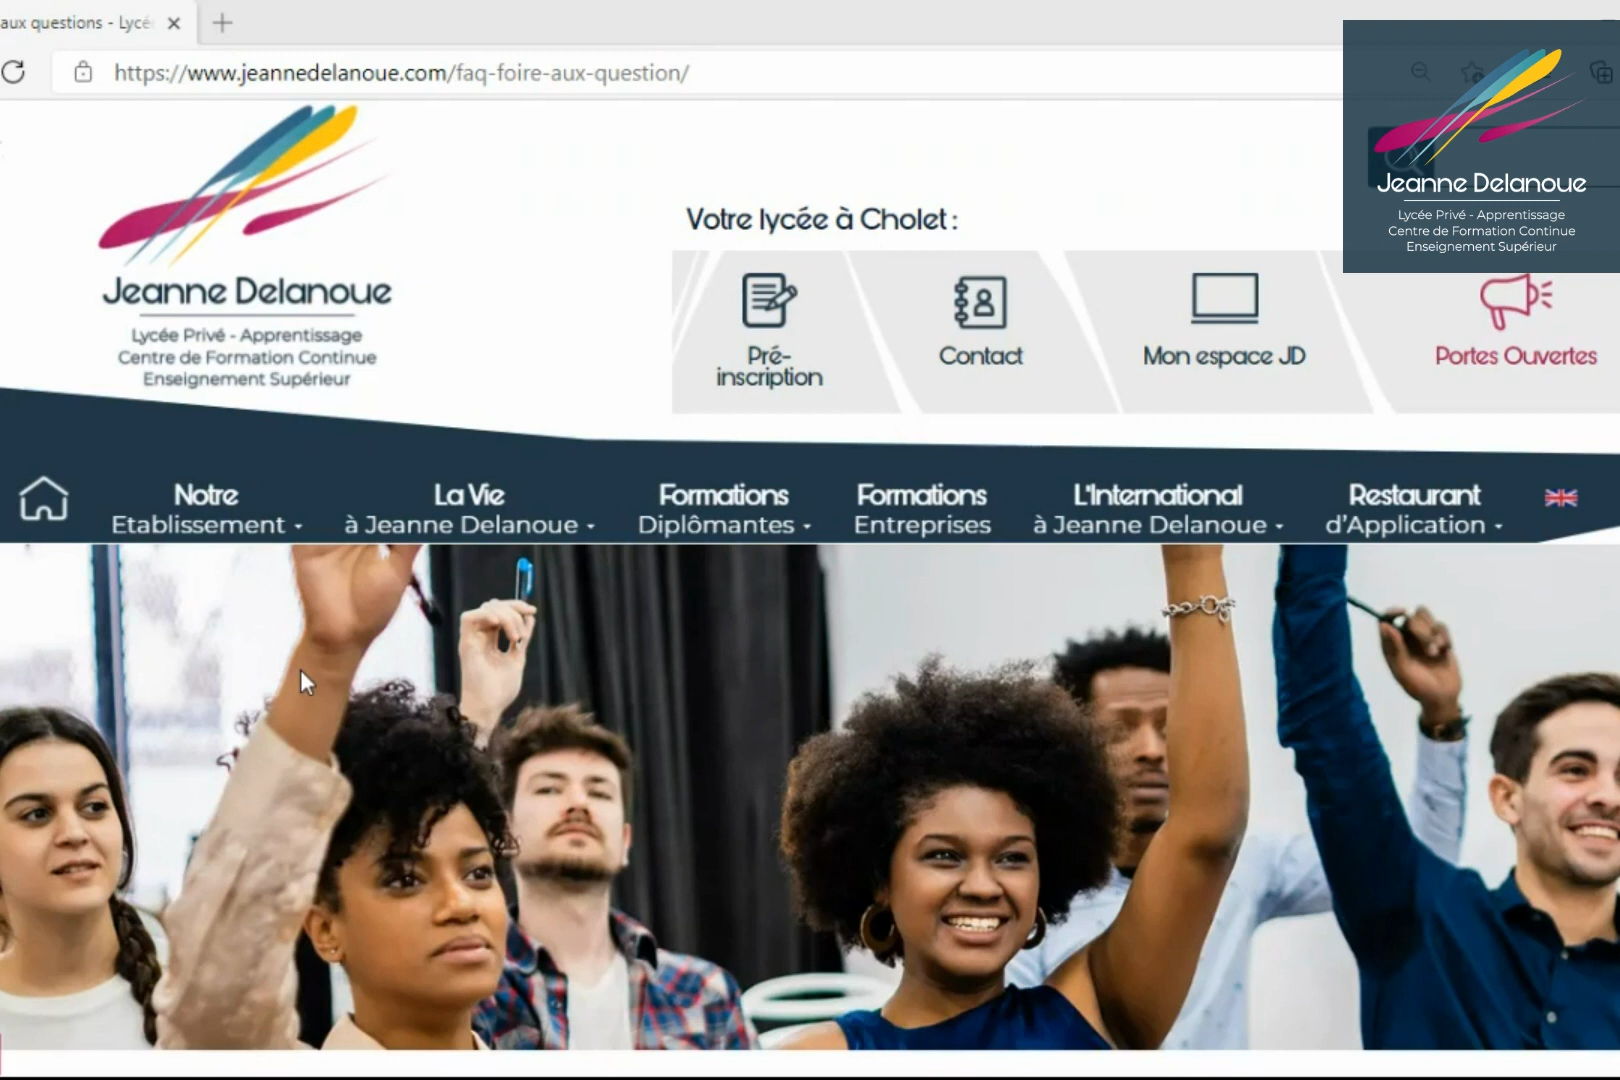 aux questions - Lycé
https://www.jeannedelanoue.com/faq-foire-aux-question/
Jeanne Delanoue
Lycée Privé - Apprentissage
Centre de Formation Continue
Enseignement Supérieur
Jeanne Delanoue
Lycée Privé - Apprentissage
Centre de Formation Continue
Enseignement Supérieur
Votre lycée à Cholet :
Pré-
inscription
Contact
Mon espace JD
Portes Ouvertes
Notre
Etablissement
La Vie
à Jeanne Delanoue
Formations
Diplômantes
Formations
Entreprises
L'International
à Jeanne Delanoue
Restaurant
d'Application